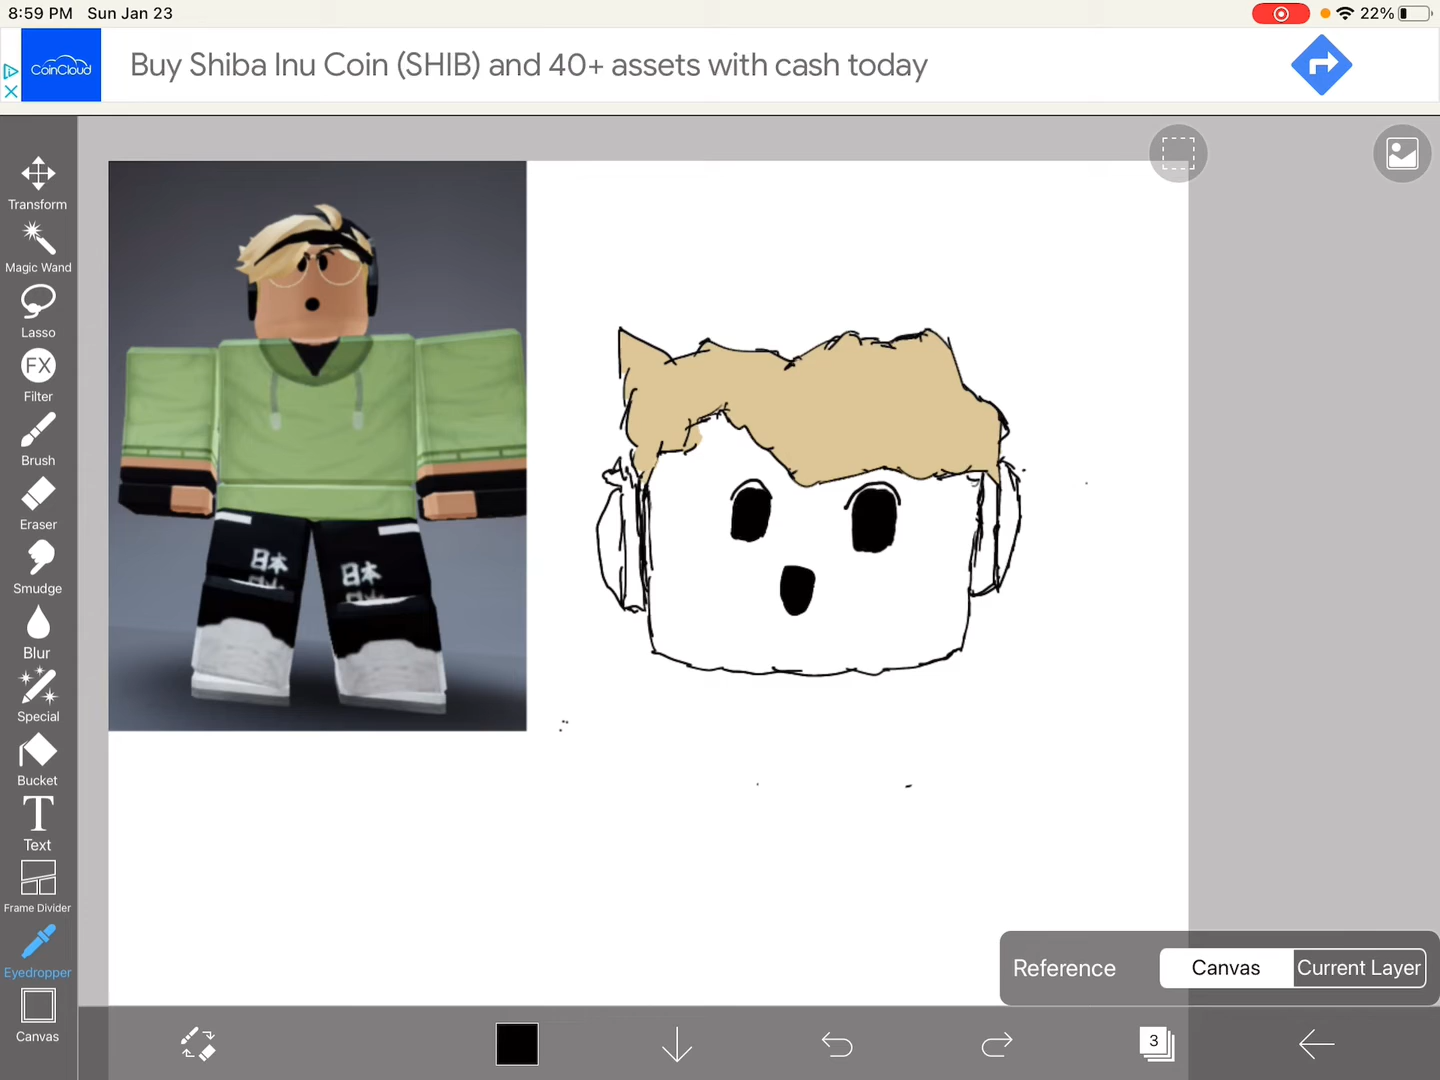 8:59 PM Sun Jan 23
22%
CoinCloud
Buy Shiba Inu Coin (SHIB) and 40+ assets with cash today
Transform
Magic Wand
Lasso
FX
Filter
Brush
Eraser
Smudge
Blur
Special
Bucket
T
Text
Frame Divider
Eyedropper
Canvas
日本
日本
Reference
Canvas
Current Layer
3